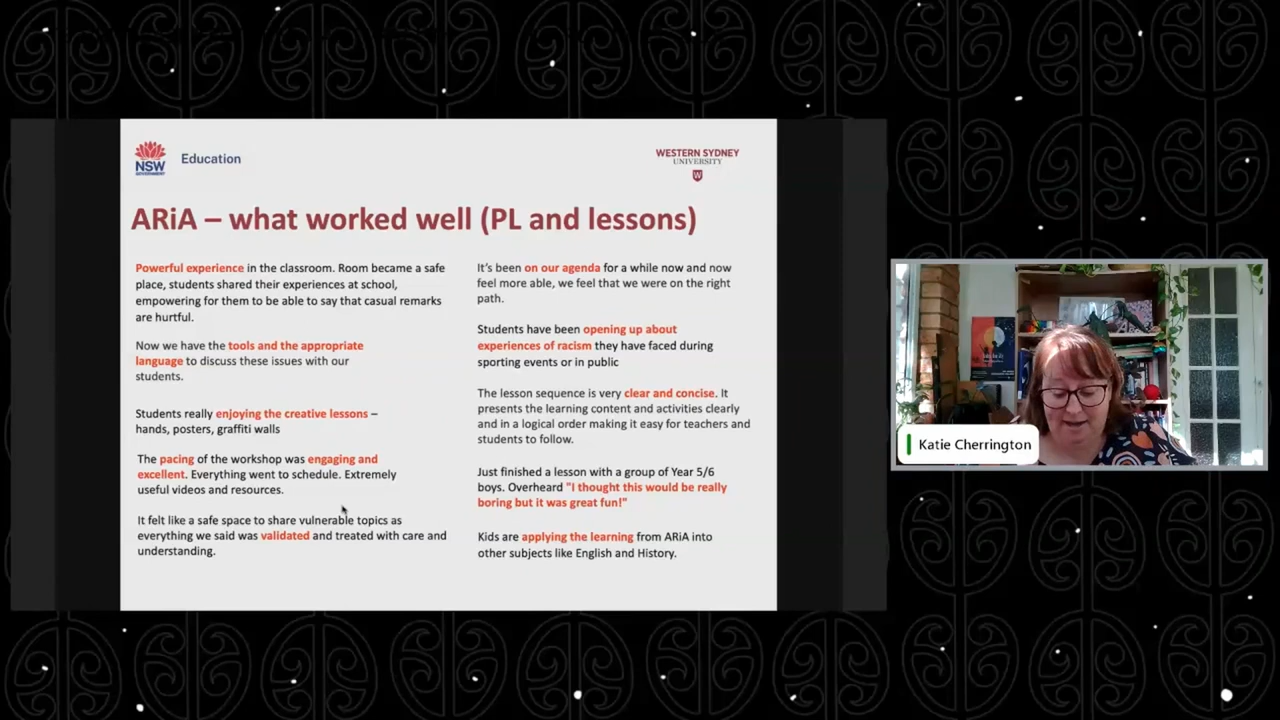 NSW
GOVERNMENT
Education
WESTERN SYDNEY
UNIVERSITY
W
ARiA – what worked well (PL and lessons)
Powerful experience in the classroom. Room became a safe
place, students shared their experiences at school,
empowering for them to be able to say that casual remarks
are hurtful.
Now we have the tools and the appropriate
language to discuss these issues with our
students.
Students really enjoying the creative lessons –
hands, posters, graffiti walls
The pacing of the workshop was engaging and
excellent. Everything went to schedule. Extremely
useful videos and resources.
It felt like a safe space to share vulnerable topics as
everything we said was validated and treated with care and
understanding.
It’s been on our agenda for a while now and now
feel more able, we feel that we were on the right
path.
Students have been opening up about
experiences of racism they have faced during
sporting events or in public
The lesson sequence is very clear and concise. It
presents the learning content and activities clearly
and in a logical order making it easy for teachers and
students to follow.
Just finished a lesson with a group of Year 5/6
boys. Overheard "I thought this would be really
boring but it was great fun!"
Kids are applying the learning from ARiA into
other subjects like English and History.
Katie Cherrington